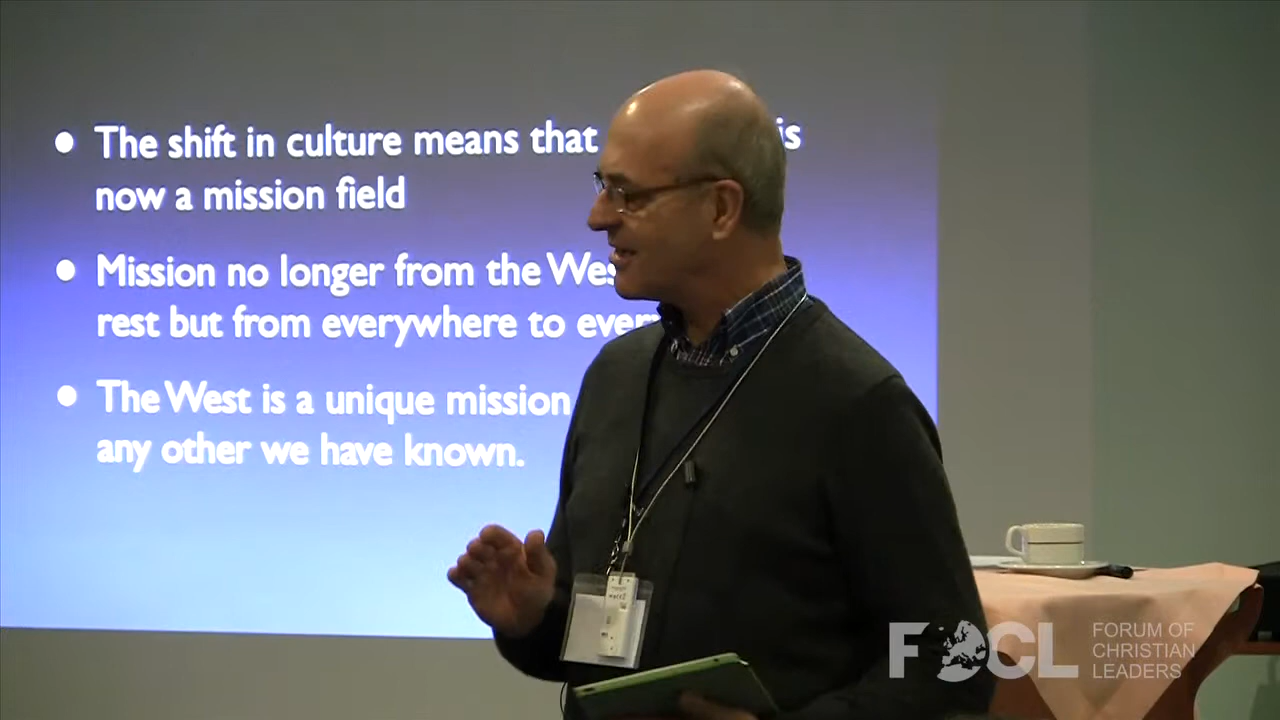 • The shift in culture means that is
now a mission field
• Mission no longer from the Wes
rest but from everywhere to ever
• The West is a unique mission
any other we have known.
FOCL
FORUM OF
CHRISTIAN
LEADERS